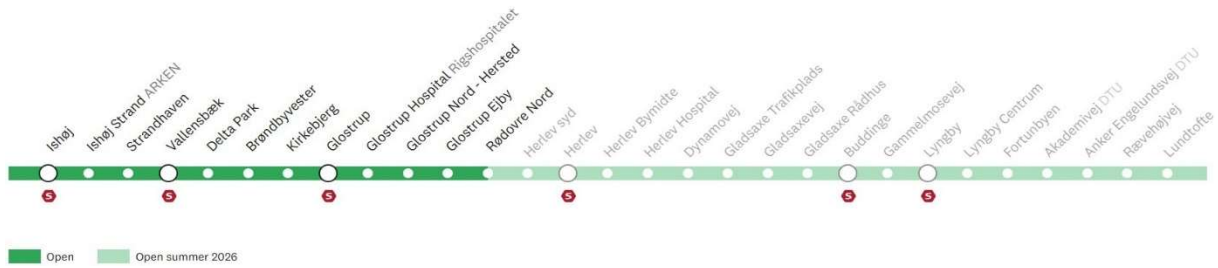 Ishøj
Ishøj Strand ARKEN
Strandhaven
Vallensbæk
Delta Park
Brøndbyvester
Kirkebjerg
Glostrup
Glostrup Hospital Rigshospitalet
Glostrup Nord - Hersted
Glostrup Ejby
Rødovre Nord
Herlev syd
Herlev
Herlev Bymidte
Herlev Hospital
Dynamovej
Gladsaxe Trafikplads
Gladsaxevej
Gladsaxe Rådhus
Buddinge
Gammelmosevej
Lyngby
Lyngby Centrum
Fortunbyen
Akademivej DTU
Anker Engelundsvej DTU
Rævehøjvej
Lundtofte
S S S S S S
Open Open summer 2026